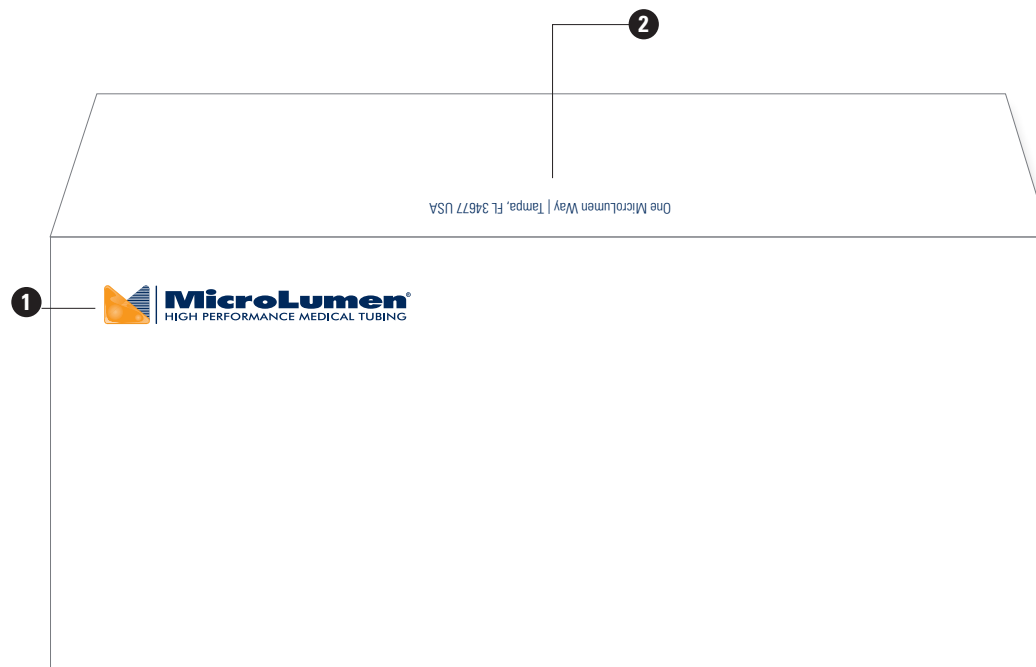 2
One MicroLumen Way | Tampa, FL 34677 USA
1
MicroLumen®
HIGH PERFORMANCE MEDICAL TUBING